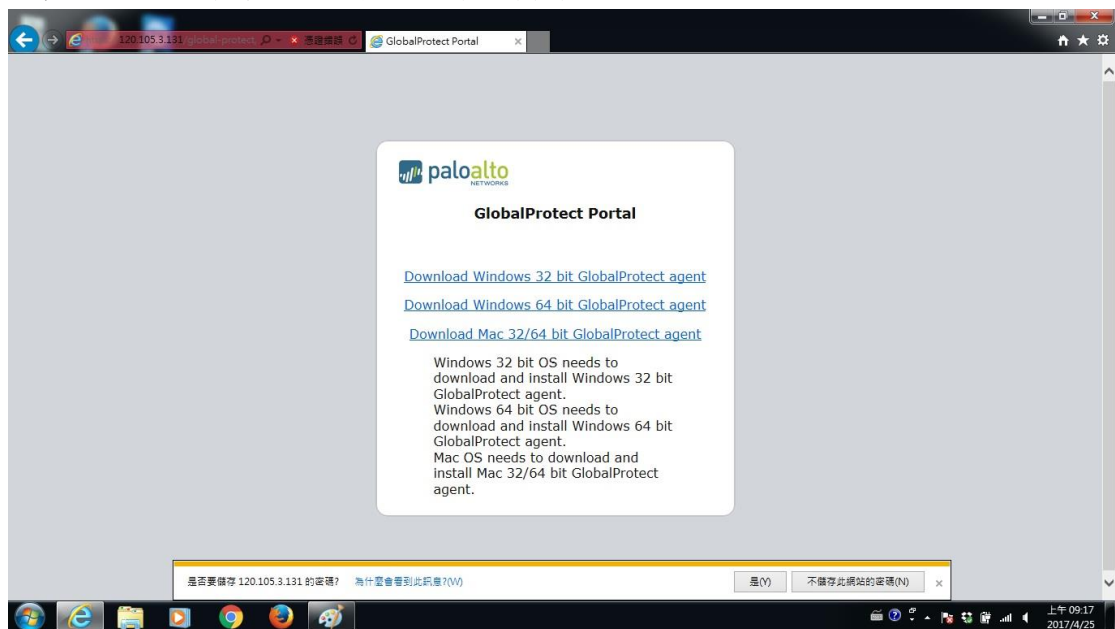 120.105.3.131/global-protect,
憑證錯誤
GlobalProtect Portal
paloalto
NETWORKS
GlobalProtect Portal
Download Windows 32 bit GlobalProtect agent
Download Windows 64 bit GlobalProtect agent
Download Mac 32/64 bit GlobalProtect agent
Windows 32 bit OS needs to
download and install Windows 32 bit
GlobalProtect agent.
Windows 64 bit OS needs to
download and install Windows 64 bit
GlobalProtect agent.
Mac OS needs to download and
install Mac 32/64 bit GlobalProtect
agent.
是否要儲存 120.105.3.131 的密碼? 為什麼會看到此訊息?(W) 是(Y) 不儲存此網站的密碼(N)
上午 09:17
2017/4/25